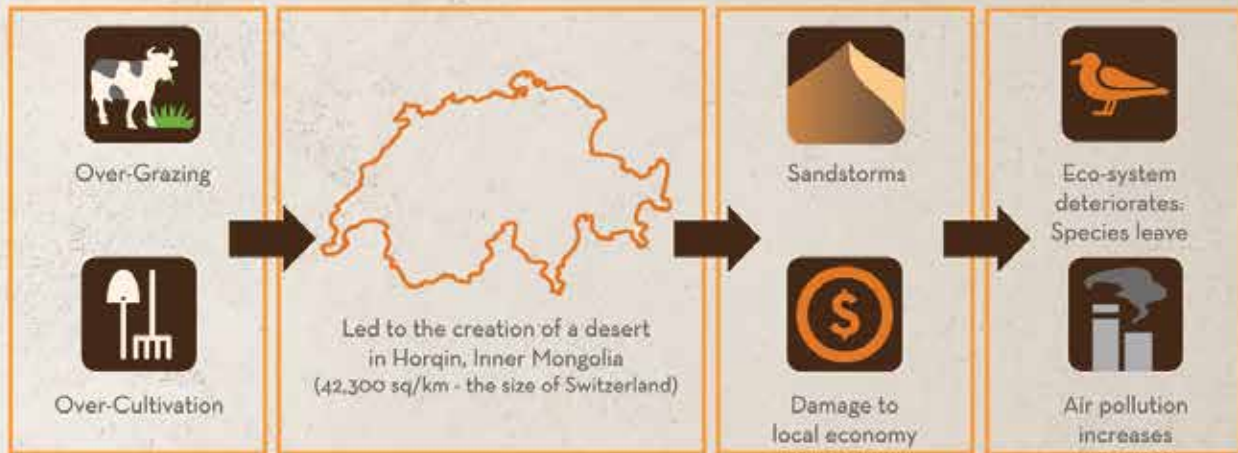 Over-Grazing
Over-Cultivation
Led to the creation of a desert
in Horqin, Inner Mongolia
(42,300 sq/km - the size of Switzerland)
Sandstorms
$
Damage to
local economy
Eco-system
deteriorates:
Species leave
Air pollution
increases